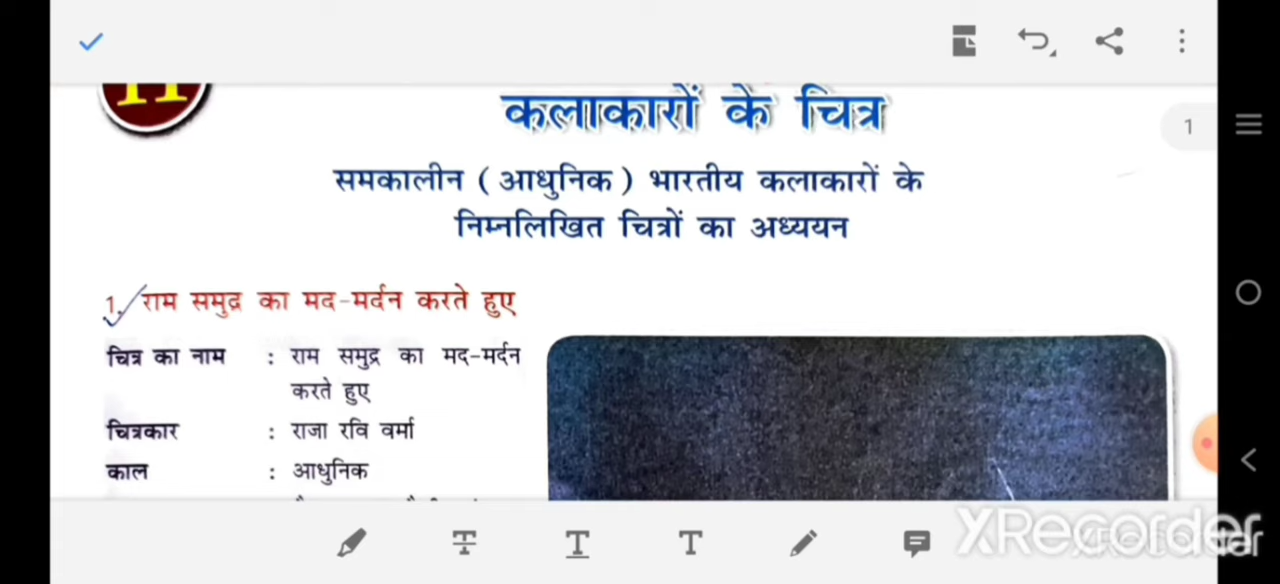 11
1
कलाकारों के चित्र
समकालीन ( आधुनिक ) भारतीय कलाकारों के
निम्नलिखित चित्रों का अध्ययन
1. राम समुद्र का मद-मर्दन करते हुए
चित्र का नाम : राम समुद्र का मद-मर्दन
करते हुए
चित्रकार : राजा रवि वर्मा
काल : आधुनिक
T T T
XRecorder